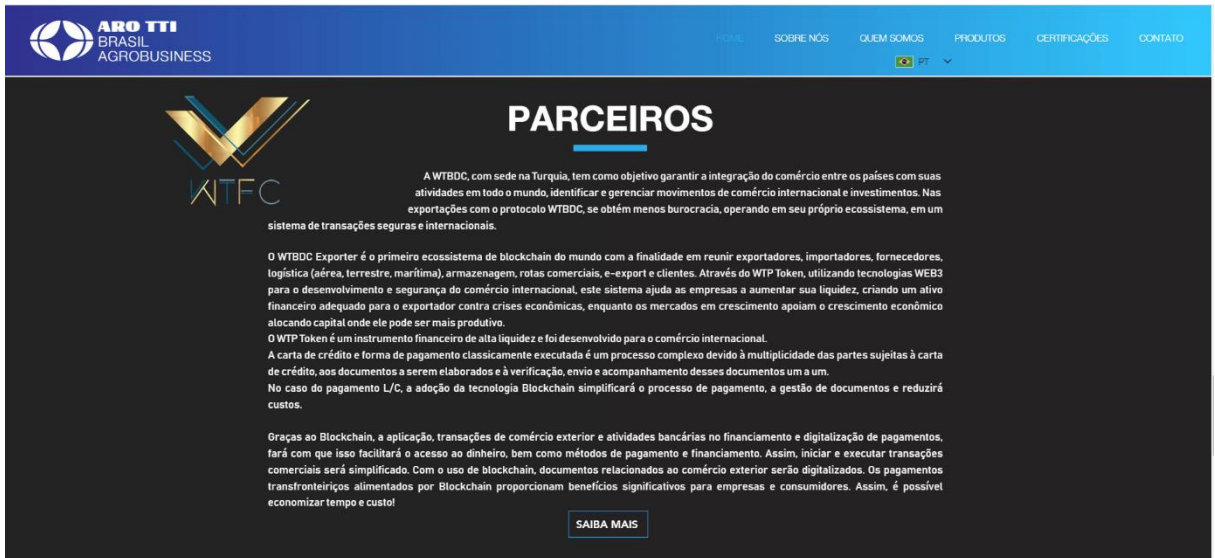 ARO TTI
BRASIL
AGROBUSINESS
HOME SOBRE NÓS QUEM SOMOS PRODUTOS CERTIFICAÇÕES CONTATO
PT
WTFC
PARCEIROS
A WTBDC, com sede na Turquia, tem como objetivo garantir a integração do comércio entre os países com suas
atividades em todo o mundo, identificar e gerenciar movimentos de comércio internacional e investimentos. Nas
exportações com o protocolo WTBDC, se obtém menos burocracia, operando em seu próprio ecossistema, em um
sistema de transações seguras e internacionais.
O WTBDC Exporter é o primeiro ecossistema de blockchain do mundo com a finalidade em reunir exportadores, importadores, fornecedores,
logística (aérea, terrestre, marítima), armazenagem, rotas comerciais, e-export e clientes. Através do WTP Token, utilizando tecnologias WEB3
para o desenvolvimento e segurança do comércio internacional, este sistema ajuda as empresas a aumentar sua liquidez, criando um ativo
financeiro adequado para o exportador contra crises econômicas, enquanto os mercados em crescimento apoiam o crescimento econômico
alocando capital onde ele pode ser mais produtivo.
O WTP Token é um instrumento financeiro de alta liquidez e foi desenvolvido para o comércio internacional.
A carta de crédito e forma de pagamento classicamente executada é um processo complexo devido à multiplicidade das partes sujeitas à carta
de crédito, aos documentos a serem elaborados e à verificação, envio e acompanhamento desses documentos um a um.
No caso do pagamento L/C, a adoção da tecnologia Blockchain simplificará o processo de pagamento, a gestão de documentos e reduzirá
custos.
Graças ao Blockchain, a aplicação, transações de comércio exterior e atividades bancárias no financiamento e digitalização de pagamentos,
fará com que isso facilitará o acesso ao dinheiro, bem como métodos de pagamento e financiamento. Assim, iniciar e executar transações
comerciais será simplificado. Com o uso de blockchain, documentos relacionados ao comércio exterior serão digitalizados. Os pagamentos
transfronteiriços alimentados por Blockchain proporcionam benefícios significativos para empresas e consumidores. Assim, é possível
economizar tempo e custo!
SAIBA MAIS